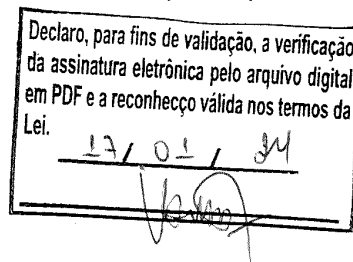 Declaro, para fins de validação, a verificação
da assinatura eletrônica pelo arquivo digital
em PDF e a reconhecço válida nos termos da
Lei.
17 / 01 / 24